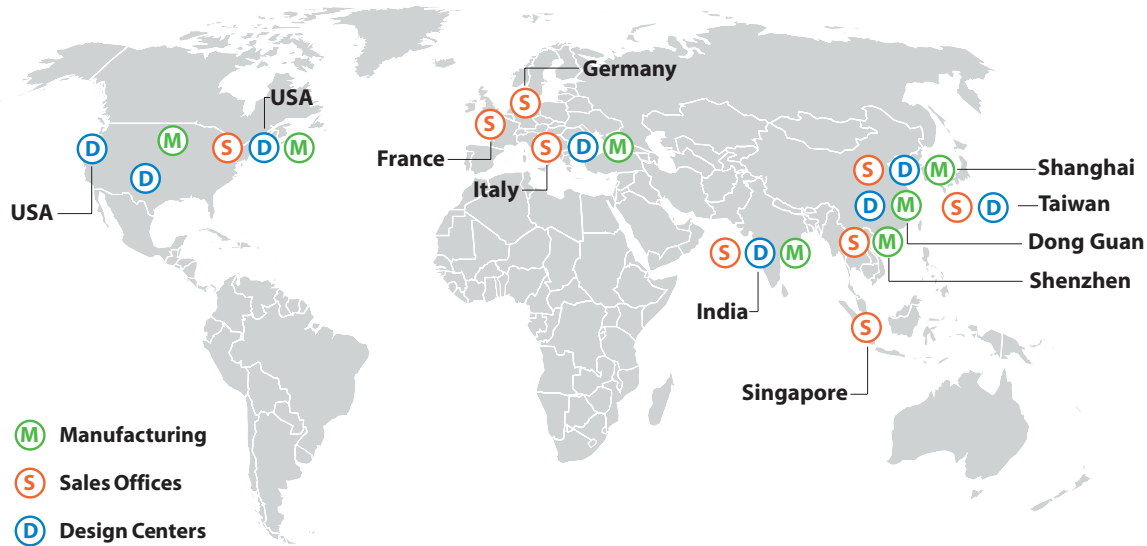 Germany
S
USA
S
D
M
S
D
M
S
D
M
France
S
D
M
Shanghai
D
Italy
D
M
S
D
Taiwan
USA
S
M
Dong Guan
S
D
M
Shenzhen
India
S
Singapore
M Manufacturing
S Sales Offices
D Design Centers